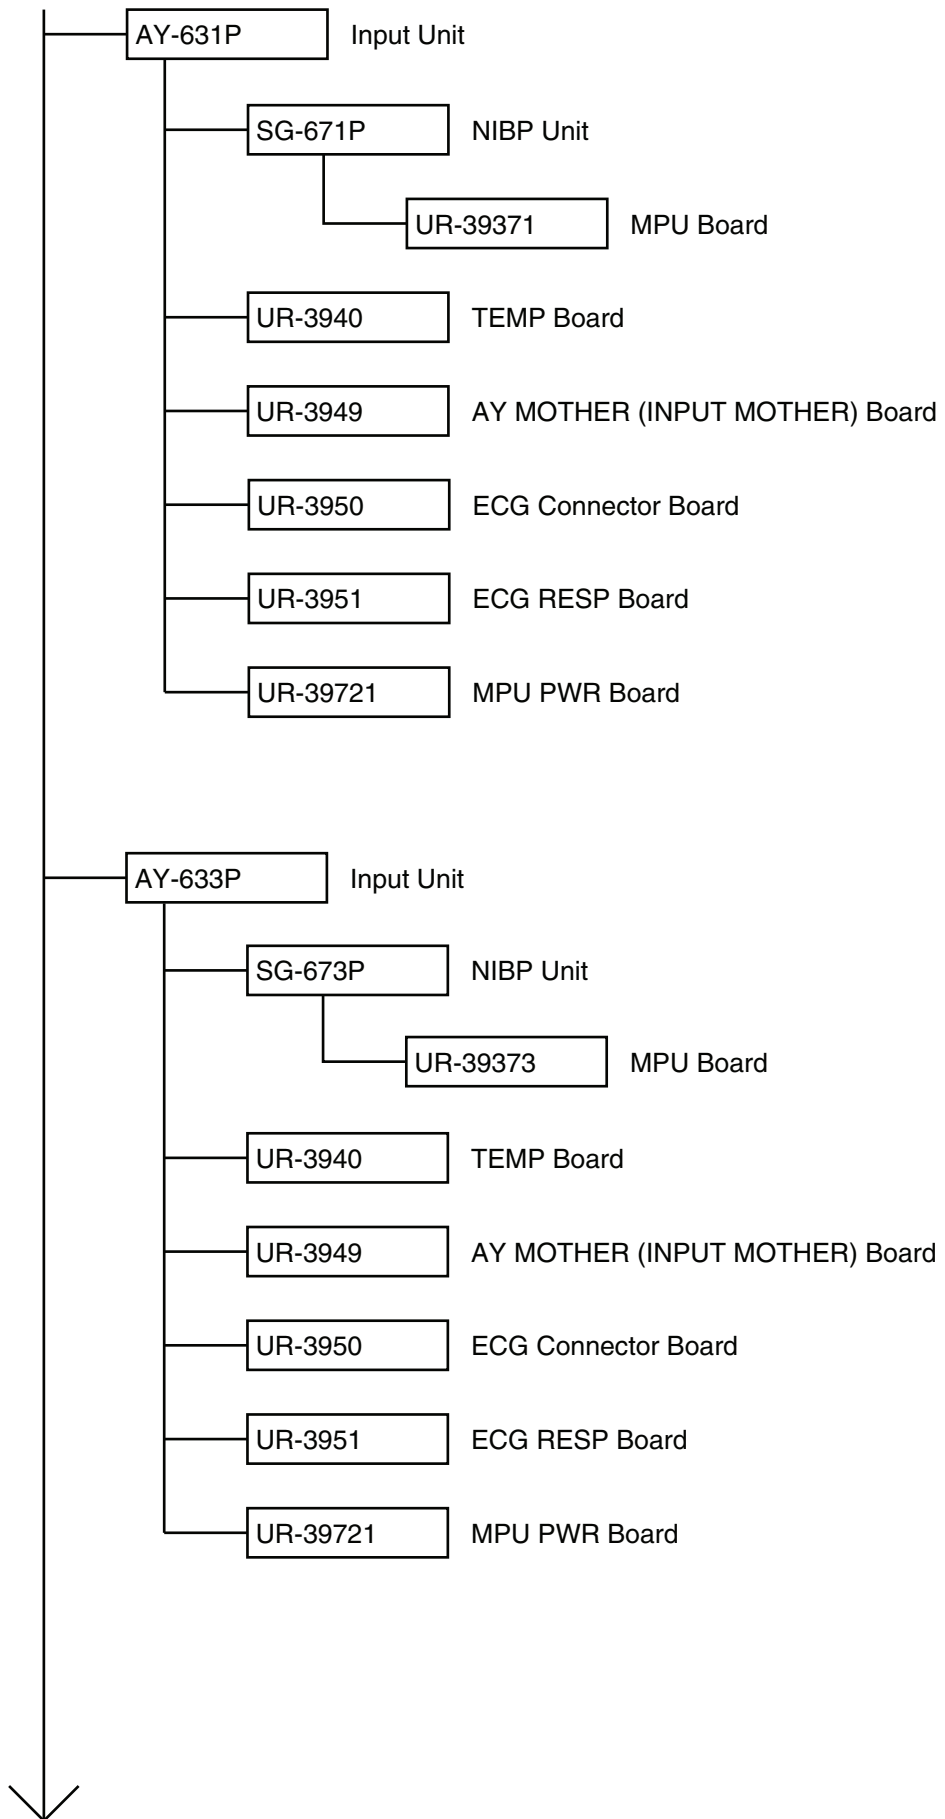 AY-631P Input Unit
SG-671P NIBP Unit
UR-39371 MPU Board
UR-3940 TEMP Board
UR-3949 AY MOTHER (INPUT MOTHER) Board
UR-3950 ECG Connector Board
UR-3951 ECG RESP Board
UR-39721 MPU PWR Board
AY-633P Input Unit
SG-673P NIBP Unit
UR-39373 MPU Board
UR-3940 TEMP Board
UR-3949 AY MOTHER (INPUT MOTHER) Board
UR-3950 ECG Connector Board
UR-3951 ECG RESP Board
UR-39721 MPU PWR Board